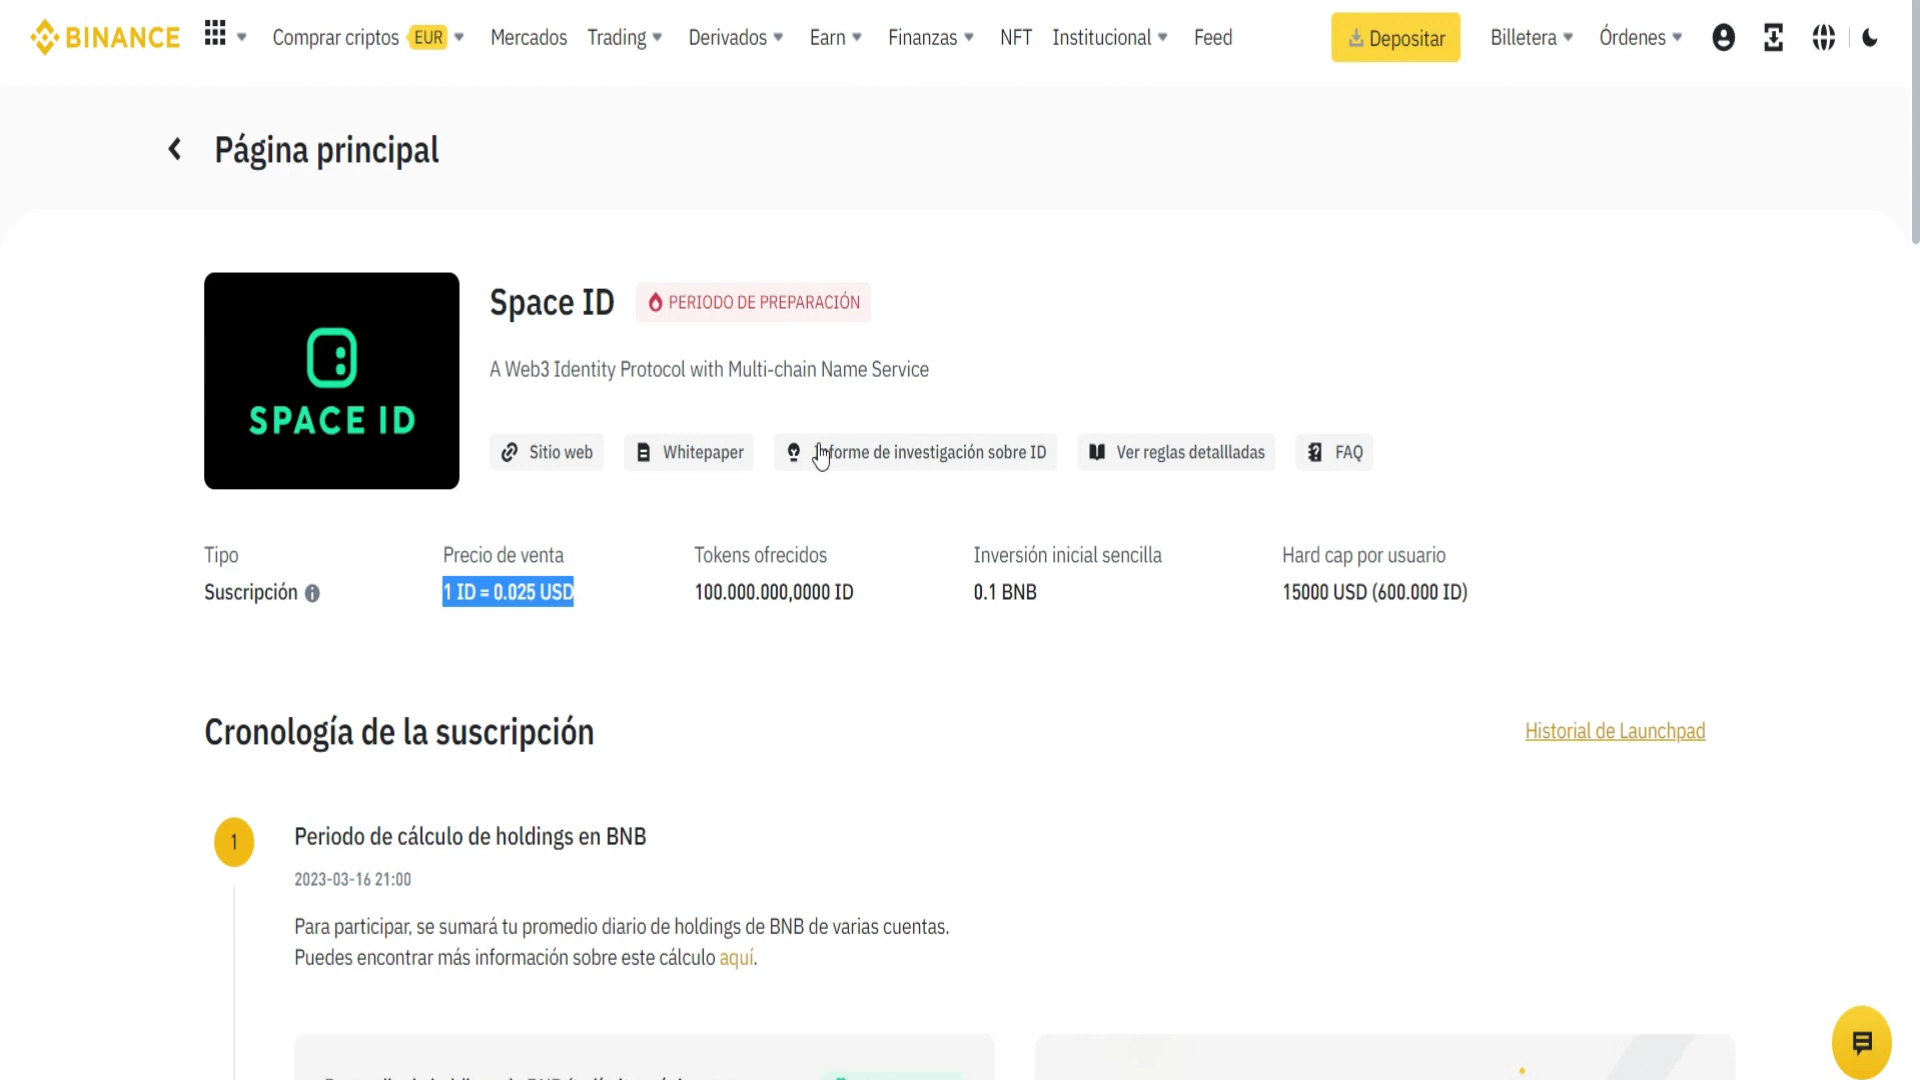 BINANCE Comprar criptos EUR Mercados Trading Derivados Earn Finanzas NFT Institucional Feed Depositar Billetera Órdenes
Página principal
Space ID PERIODO DE PREPARACIÓN
A Web3 Identity Protocol with Multi-chain Name Service
SPACE ID
Sitio web Whitepaper Informe de investigación sobre ID Ver reglas detallladas FAQ
Tipo Precio de venta Tokens ofrecidos Inversión inicial sencilla Hard cap por usuario
Suscripción 1 ID = 0.025 USD 100.000.000,0000 ID 0.1 BNB 15000 USD (600.000 ID)
Cronología de la suscripción Historial de Launchpad
1 Periodo de cálculo de holdings en BNB
2023-03-16 21:00
Para participar, se sumará tu promedio diario de holdings de BNB de varias cuentas.
Puedes encontrar más información sobre este cálculo aquí.